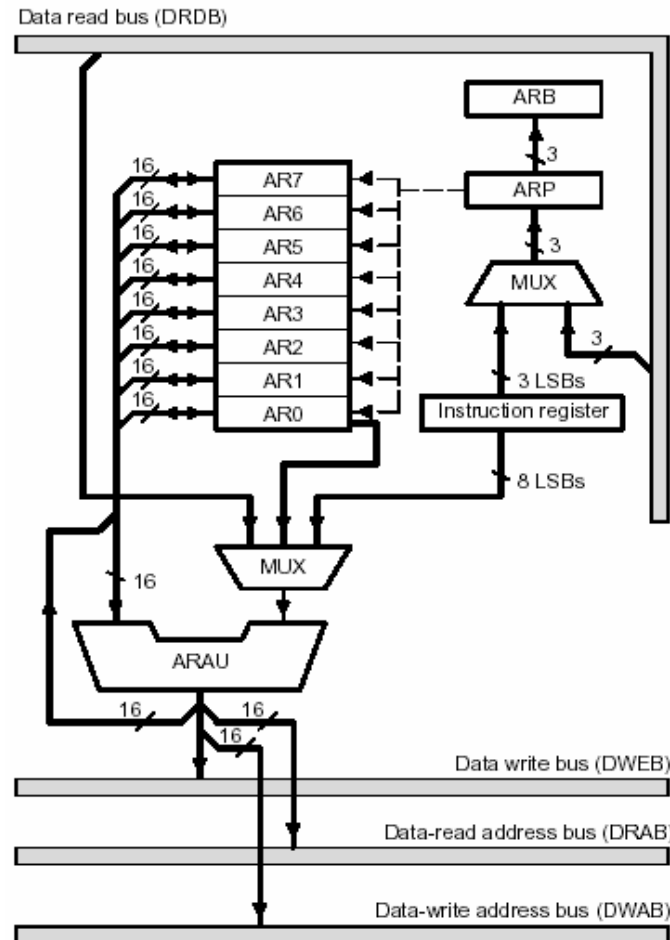 Data read bus (DRDB)
ARB
3
16
AR7
ARP
16
AR6
3
16
AR5
MUX
16
AR4
16
AR3
3
16
AR2
16
AR1
3 LSBs
16
AR0
Instruction register
8 LSBs
MUX
16
ARAU
16
16
16
Data write bus (DWEB)
Data-read address bus (DRAB)
Data-write address bus (DWAB)